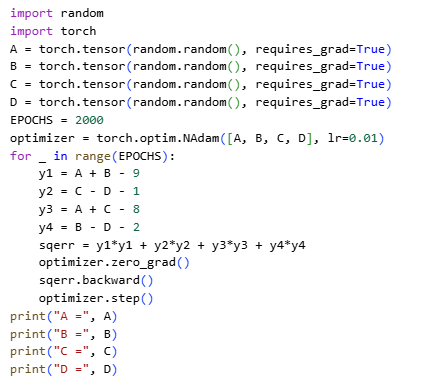 import random
import torch
A = torch.tensor(random.random(), requires_grad=True)
B = torch.tensor(random.random(), requires_grad=True)
C = torch.tensor(random.random(), requires_grad=True)
D = torch.tensor(random.random(), requires_grad=True)
EPOCHS = 2000
optimizer = torch.optim.NAdam([A, B, C, D], lr=0.01)
for _ in range(EPOCHS):
    y1 = A + B - 9
    y2 = C - D - 1
    y3 = A + C - 8
    y4 = B - D - 2
    sqerr = y1*y1 + y2*y2 + y3*y3 + y4*y4
    optimizer.zero_grad()
    sqerr.backward()
    optimizer.step()
print("A =", A)
print("B =", B)
print("C =", C)
print("D =", D)